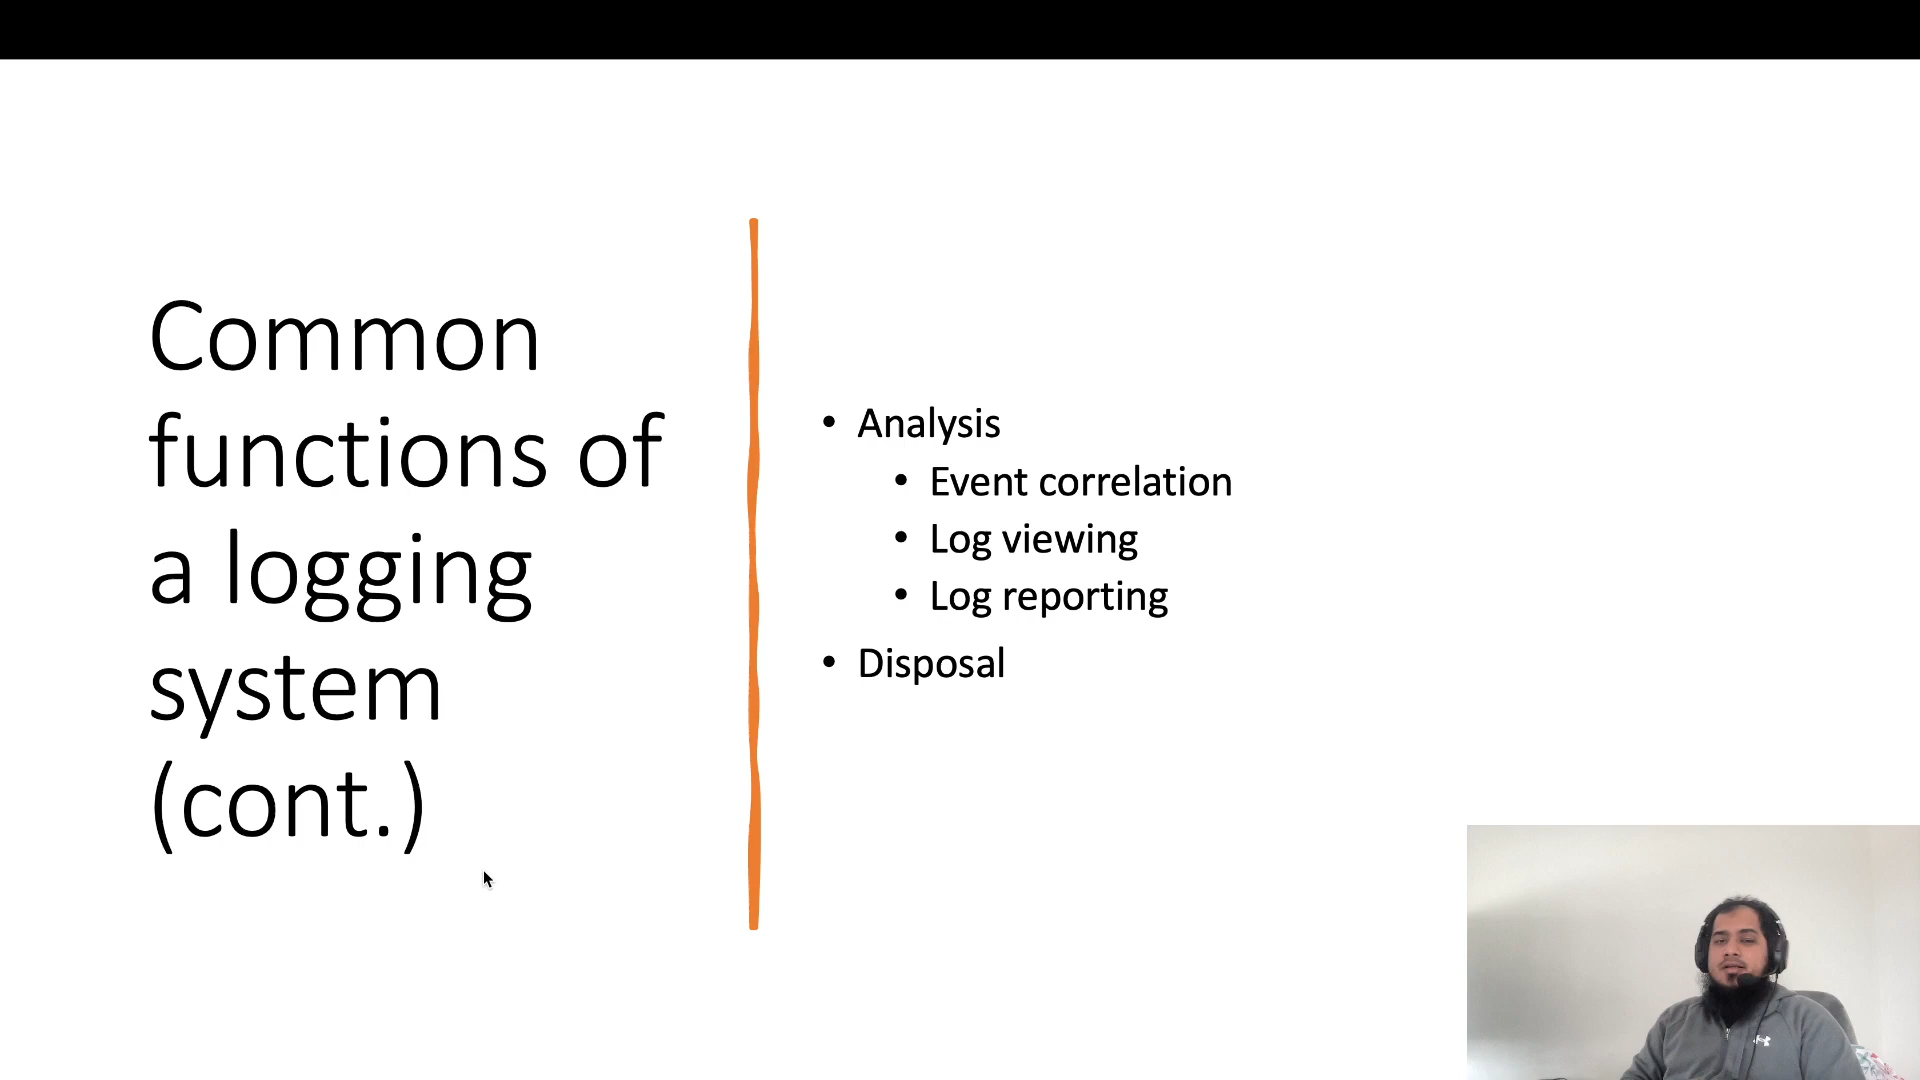 Common
functions of
a logging
system
(cont.)
• Analysis
• Event correlation
• Log viewing
• Log reporting
• Disposal